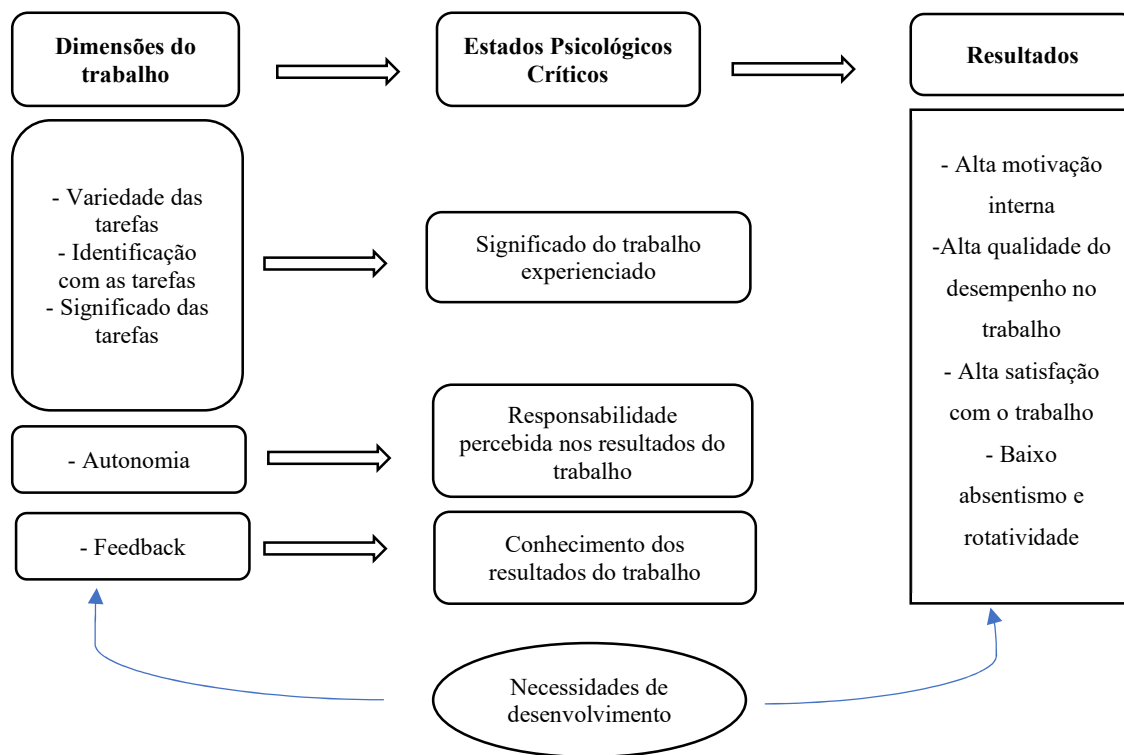 Dimensões do
trabalho
Estados Psicológicos
Críticos
Resultados
- Variedade das
tarefas
- Identificação
com as tarefas
- Significado das
tarefas
Significado do trabalho
experienciado
- Alta motivação
interna
-Alta qualidade do
desempenho no
trabalho
- Alta satisfação
com o trabalho
- Baixo
absentismo e
rotatividade
- Autonomia
Responsabilidade
percebida nos resultados do
trabalho
- Feedback
Conhecimento dos
resultados do trabalho
Necessidades de
desenvolvimento